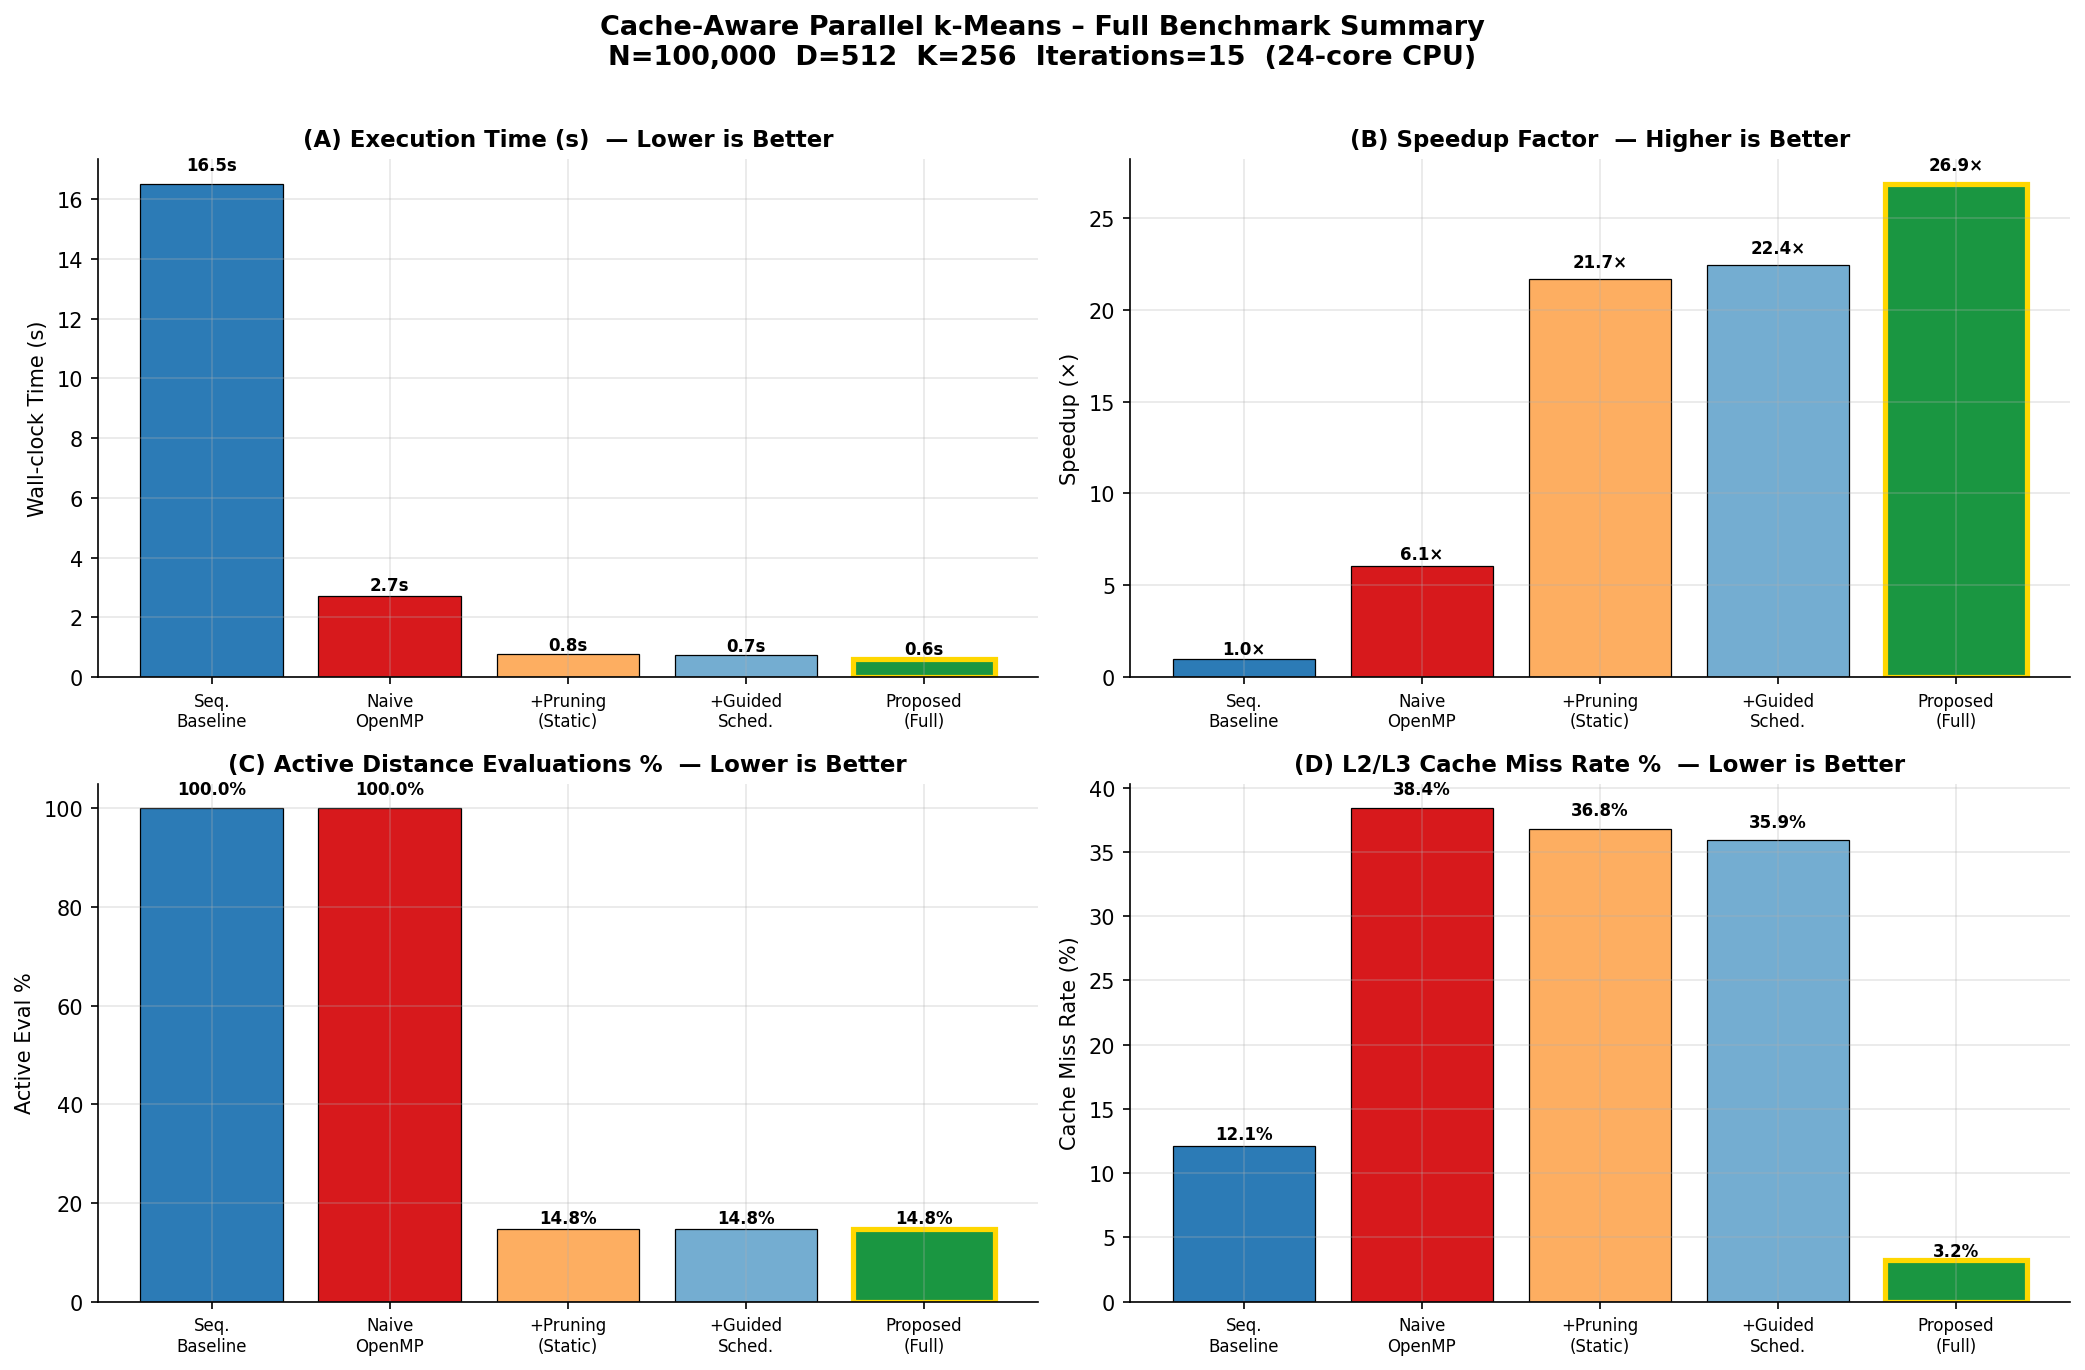 Cache-Aware Parallel k-Means – Full Benchmark Summary
N=100,000  D=512  K=256  Iterations=15  (24-core CPU)
(A) Execution Time (s)  — Lower is Better
Wall-clock Time (s)
16
14
12
10
8
6
4
2
0
16.5s
2.7s
0.8s
0.7s
0.6s
Seq.
Baseline
Naive
OpenMP
+Pruning
(Static)
+Guided
Sched.
Proposed
(Full)
(B) Speedup Factor  — Higher is Better
Speedup (×)
25
20
15
10
5
0
1.0×
6.1×
21.7×
22.4×
26.9×
Seq.
Baseline
Naive
OpenMP
+Pruning
(Static)
+Guided
Sched.
Proposed
(Full)
(C) Active Distance Evaluations %  — Lower is Better
Active Eval %
100
80
60
40
20
0
100.0%
100.0%
14.8%
14.8%
14.8%
Seq.
Baseline
Naive
OpenMP
+Pruning
(Static)
+Guided
Sched.
Proposed
(Full)
(D) L2/L3 Cache Miss Rate %  — Lower is Better
Cache Miss Rate (%)
40
35
30
25
20
15
10
5
0
12.1%
38.4%
36.8%
35.9%
3.2%
Seq.
Baseline
Naive
OpenMP
+Pruning
(Static)
+Guided
Sched.
Proposed
(Full)